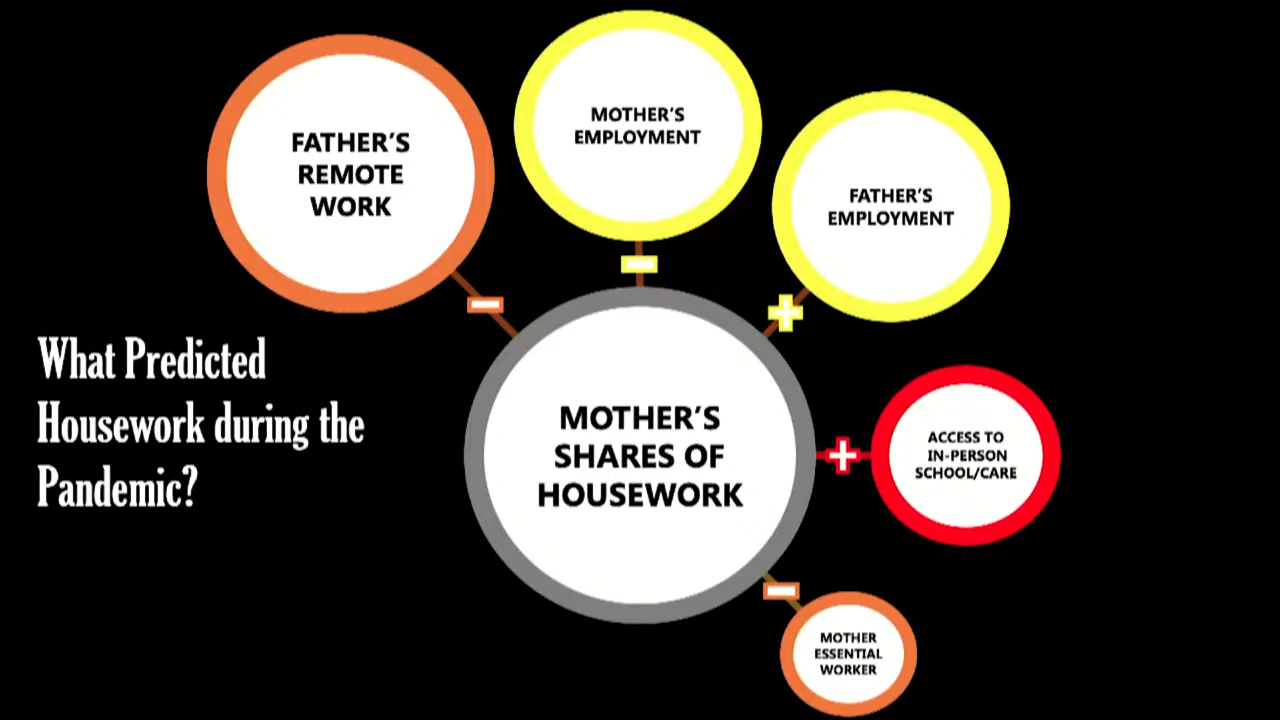 FATHER'S
REMOTE
WORK
MOTHER'S
EMPLOYMENT
FATHER'S
EMPLOYMENT
What Predicted
Housework during the
Pandemic?
MOTHER'S
SHARES OF
HOUSEWORK
ACCESS TO
IN-PERSON
SCHOOL/CARE
MOTHER
ESSENTIAL
WORKER